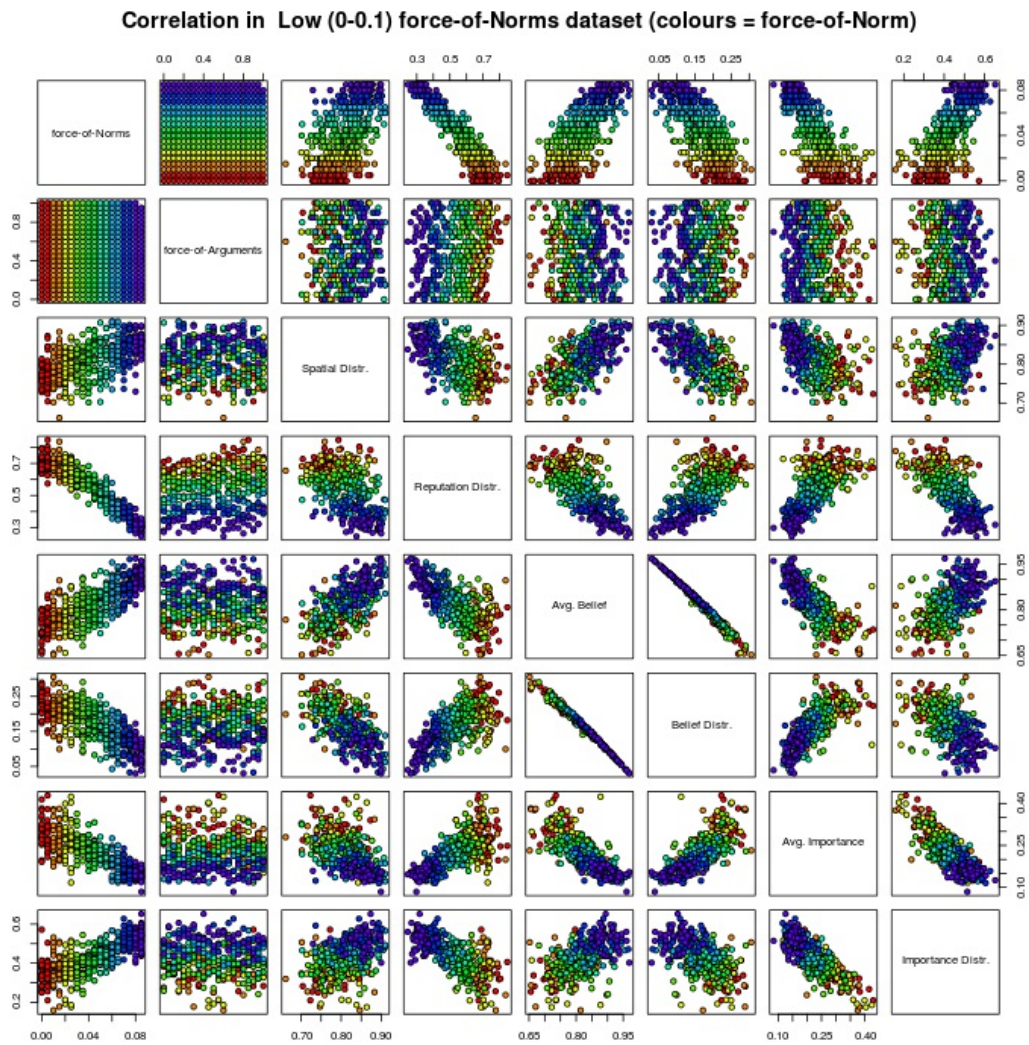 Correlation in Low (0-0.1) force-of-Norms dataset (colours = force-of-Norm)
0.0 0.4 0.8
0.3 0.5 0.7
0.05 0.15 0.25
0.2 0.4 0.6
force-of-Norms
0.00 0.04 0.08
0.0 0.4 0.8
force-of-Arguments
Spatial Distr.
0.70 0.80 0.90
0.3 0.5 0.7
Reputation Distr.
Avg. Belief
0.65 0.80 0.95
0.05 0.15 0.25
Belief Distr.
Avg. Importance
0.10 0.25 0.40
0.2 0.4 0.6
Importance Distr.
0.00 0.04 0.08
0.70 0.80 0.90
0.65 0.80 0.95
0.10 0.25 0.40